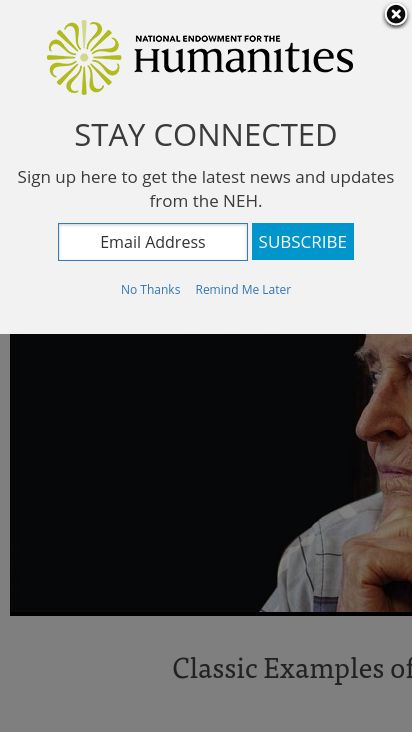 NATIONAL ENDOWMENT FOR THE
Humanities
STAY CONNECTED
Sign up here to get the latest news and updates
from the NEH.
Email Address SUBSCRIBE
No Thanks Remind Me Later
Classic Examples of